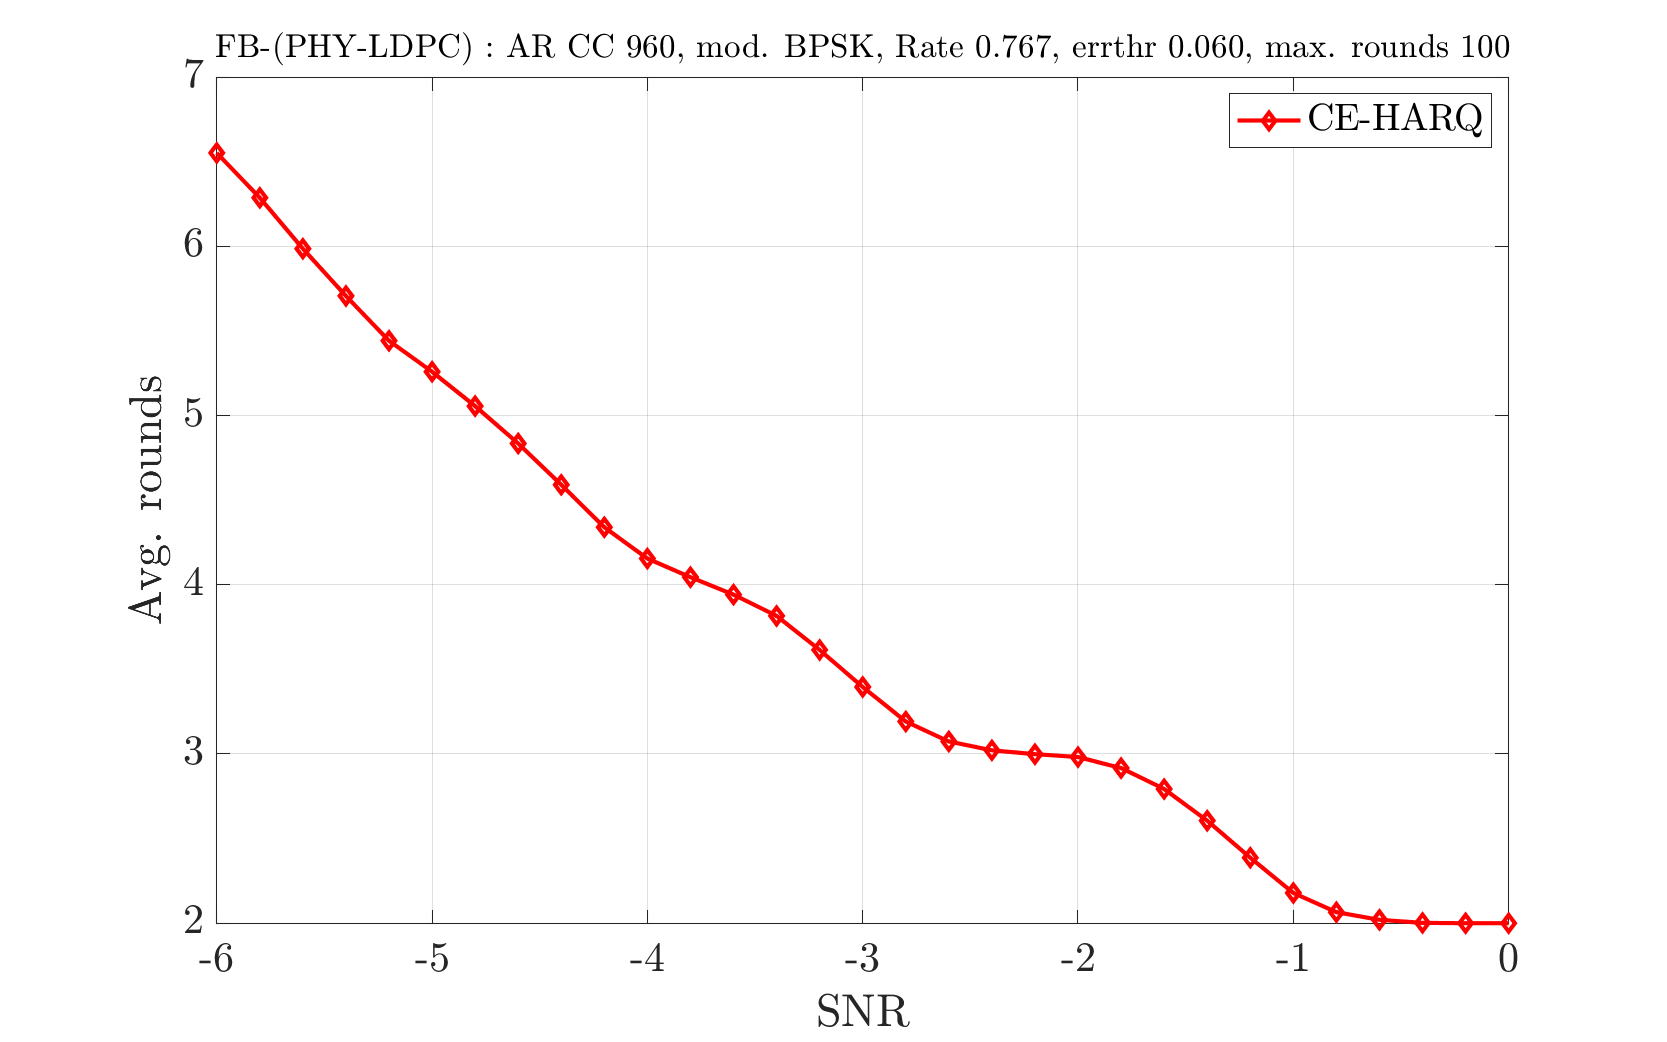 FB-(PHY-LDPC) : AR CC 960, mod. BPSK, Rate 0.767, errthr 0.060, max. rounds 100
CE-HARQ
7
6
5
4
3
2
Avg. rounds
-6 -5 -4 -3 -2 -1 0
SNR